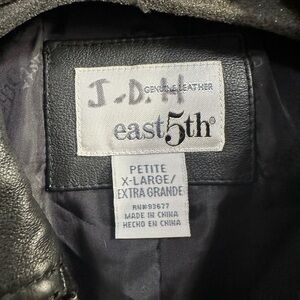 J.D.H
GENUINE LEATHER
east5th®
PETITE
X-LARGE/
EXTRA GRANDE
RN#93677
MADE IN CHINA
HECHO EN CHINA